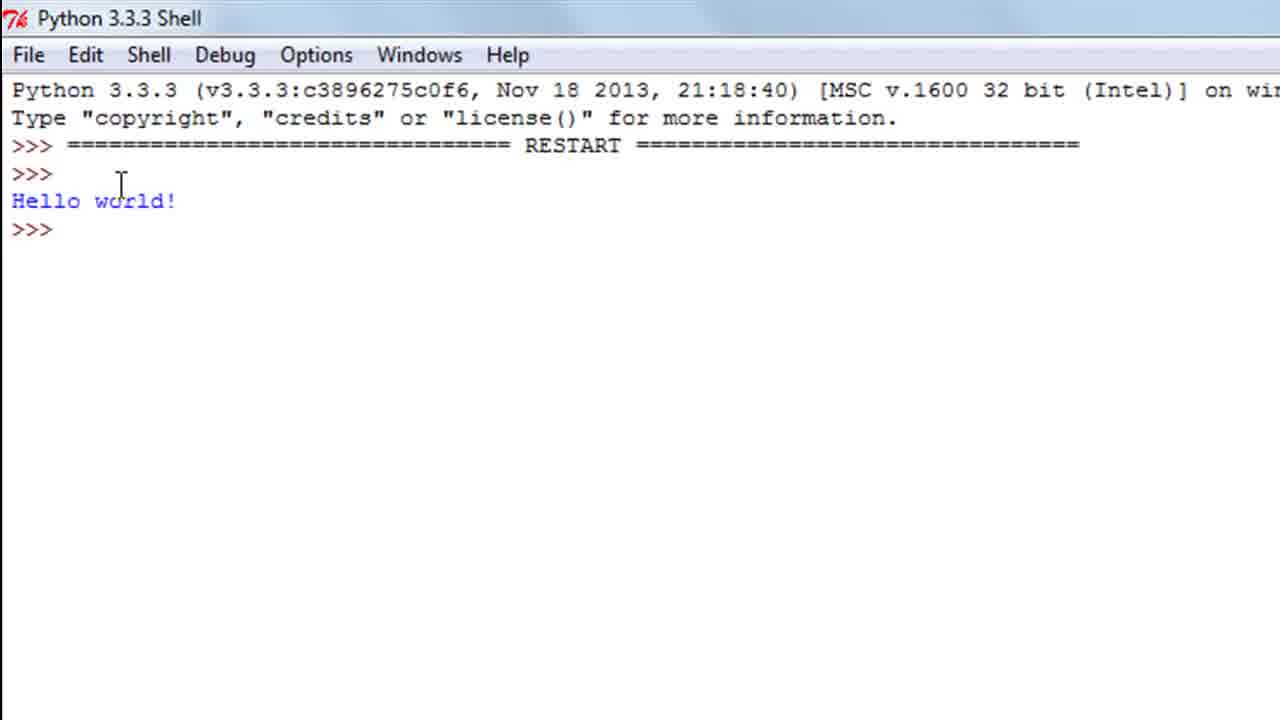 Python 3.3.3 Shell
File Edit Shell Debug Options Windows Help
Python 3.3.3 (v3.3.3:c3896275c0f6, Nov 18 2013, 21:18:40) [MSC v.1600 32 bit (Intel)] on win
Type "copyright", "credits" or "license()" for more information.
>>> ================================ RESTART ================================
>>>
Hello world!
>>>